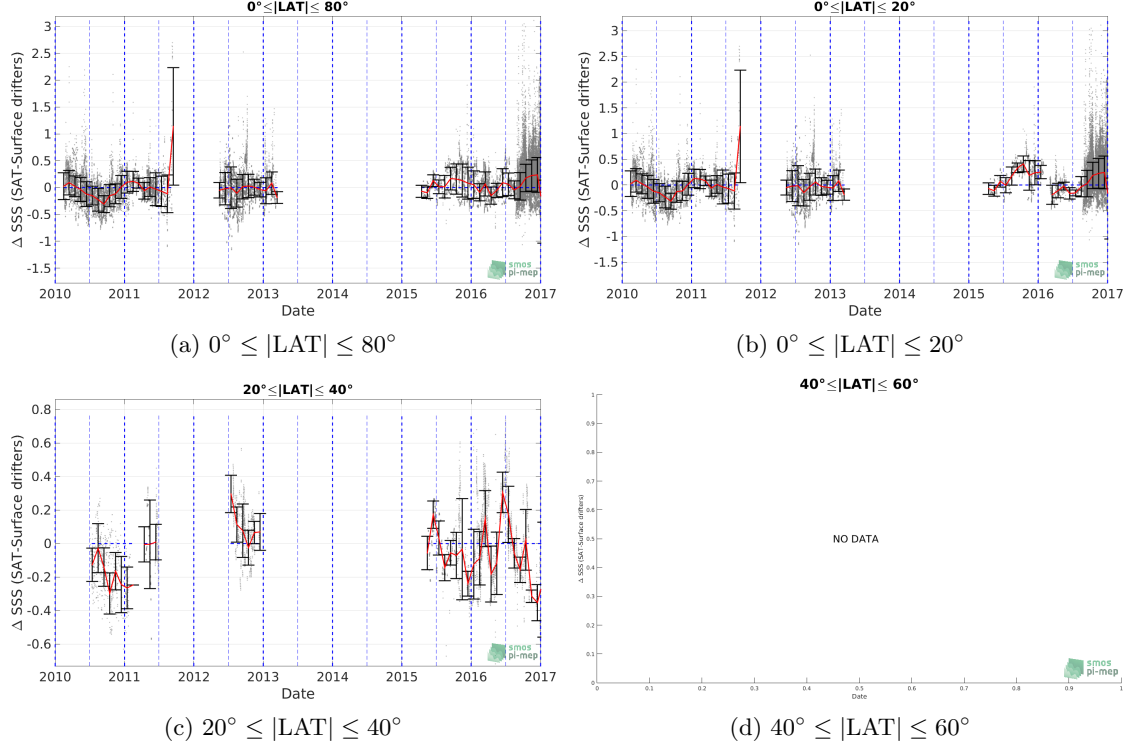 0°≤|LAT|≤ 80°
Δ SSS (SAT-Surface drifters)
3
2.5
2
1.5
1
0.5
0
-0.5
-1
-1.5
2010 2011 2012 2013 2014 2015 2016 2017
Date
smos
pi-mep
(a) 0° ≤ |LAT| ≤ 80°
0°≤|LAT|≤ 20°
Δ SSS (SAT-Surface drifters)
3
2.5
2
1.5
1
0.5
0
-0.5
-1
-1.5
2010 2011 2012 2013 2014 2015 2016 2017
Date
smos
pi-mep
(b) 0° ≤ |LAT| ≤ 20°
20°≤|LAT|≤ 40°
Δ SSS (SAT-Surface drifters)
0.8
0.6
0.4
0.2
0
-0.2
-0.4
-0.6
2010 2011 2012 2013 2014 2015 2016 2017
Date
smos
pi-mep
(c) 20° ≤ |LAT| ≤ 40°
40°≤|LAT|≤ 60°
Δ SSS (SAT-Surface drifters)
1
0.9
0.8
0.7
0.6
0.5
0.4
0.3
0.2
0.1
0
NO DATA
0 0.1 0.2 0.3 0.4 0.5 0.6 0.7 0.8 0.9 1
Date
smos
pi-mep
(d) 40° ≤ |LAT| ≤ 60°